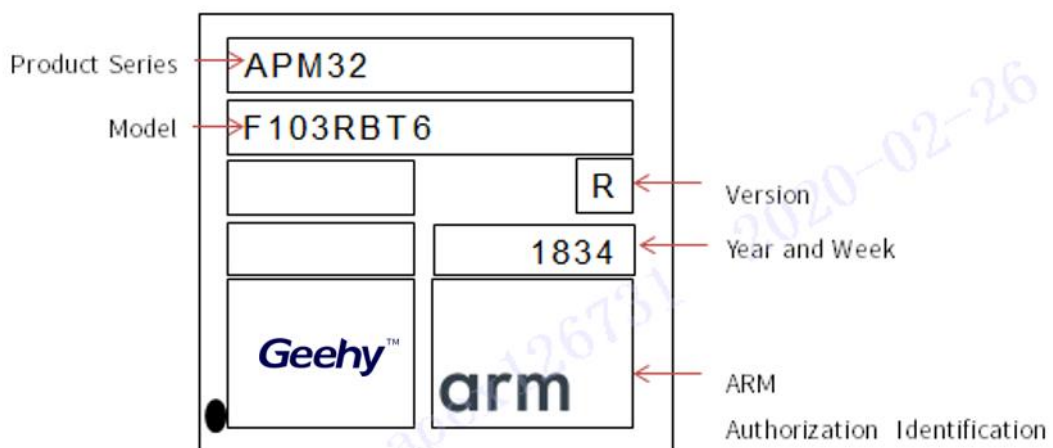 Product Series
APM32
Model
F103RBT6
R
Version
1834
Year and Week
Geehy™
arm
ARM
Authorization Identification
2020-02-26